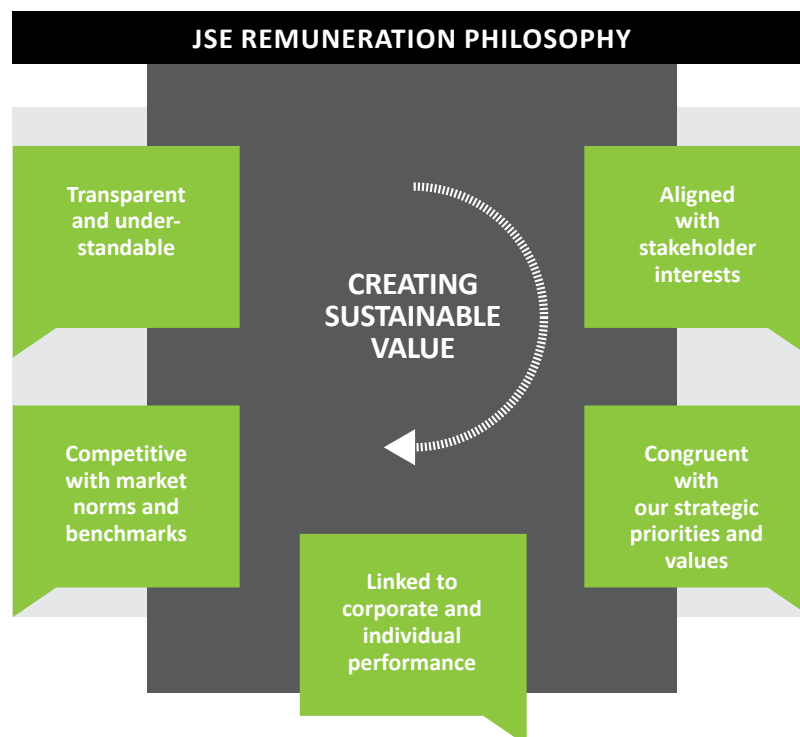 JSE REMUNERATION PHILOSOPHY
Transparent
and under-
standable
Aligned
with
stakeholder
interests
CREATING
SUSTAINABLE
VALUE
Competitive
with market
norms and
benchmarks
Congruent
with
our strategic
priorities and
values
Linked to
corporate and
individual
performance